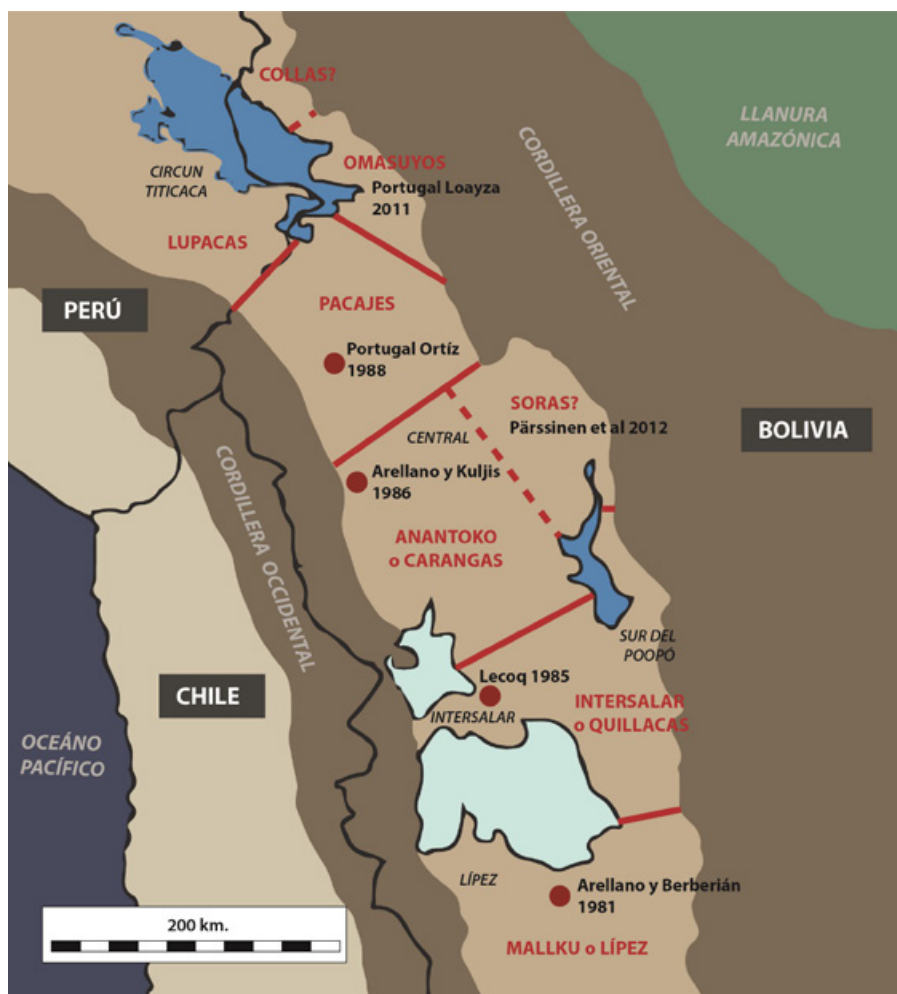 COLLAS?
LLANURA
AMAZÓNICA
CORDILLERA ORIENTAL
CIRCUN
TITICACA
OMASUYOS
Portugal Loayza
2011
LUPACAS
PACAJES
PERÚ
Portugal Ortíz
1988
SORAS?
Pärssinen et al 2012
CENTRAL
BOLIVIA
Arellano y Kuljis
1986
CORDILLERA OCCIDENTAL
ANANTOKO
o CARANGAS
SUR DEL
POOPÓ
CHILE
Lecoq 1985
INTERSALAR
INTERSALAR
o QUILLACAS
OCEÁNO
PACÍFICO
LÍPEZ
Arellano y Berberián
1981
200 km.
MALLKU o LÍPEZ